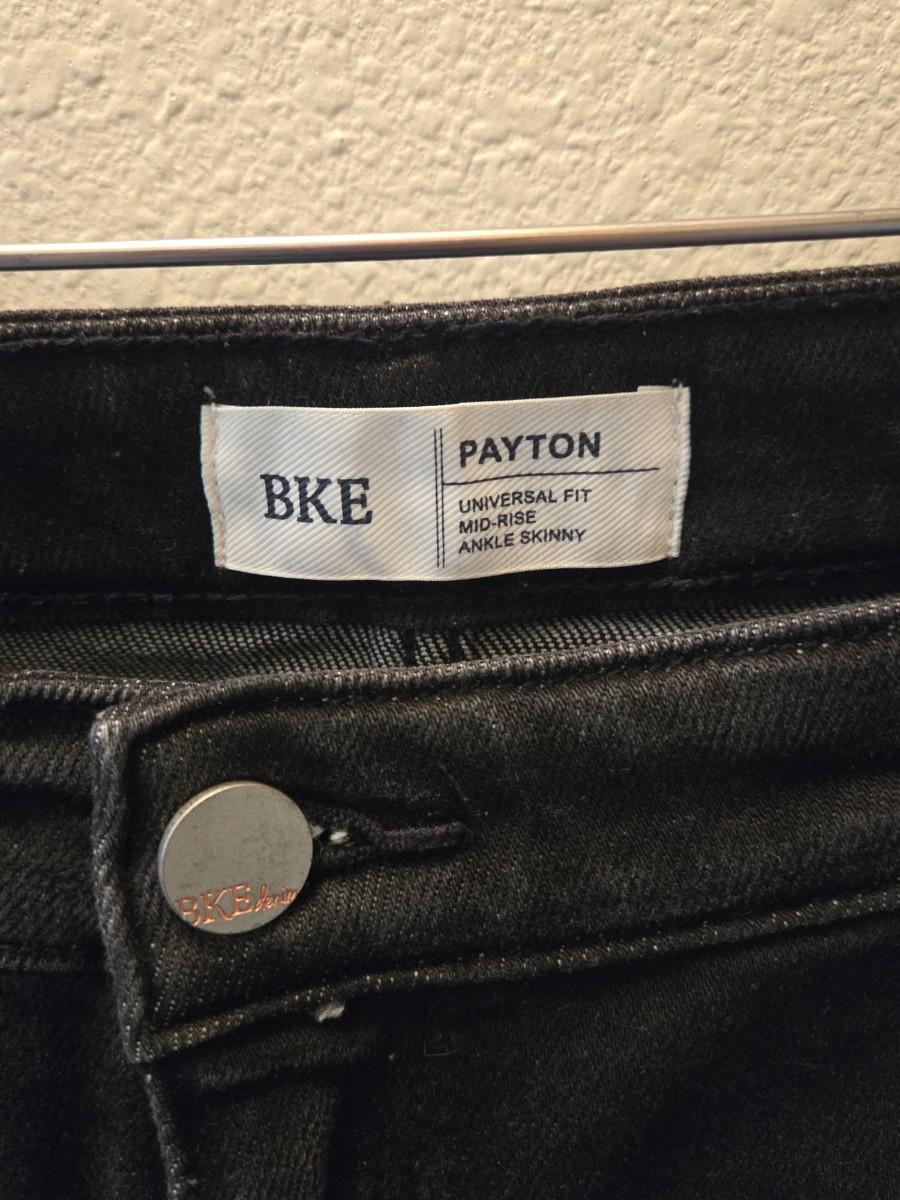 BKE
PAYTON
UNIVERSAL FIT
MID-RISE
ANKLE SKINNY
BKE denim